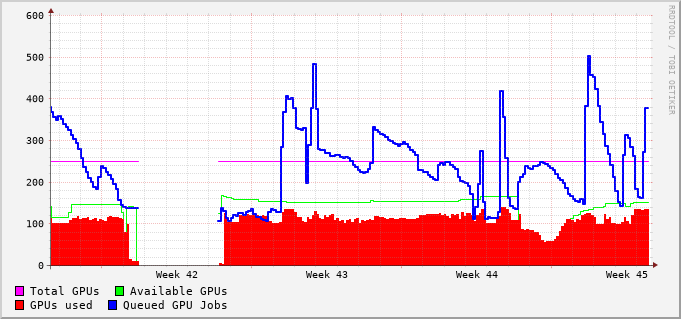 600
500
400
300
200
100
0
Week 42 Week 43 Week 44 Week 45
Total GPUs Available GPUs
GPUs used Queued GPU Jobs
RRDTOOL / TOBI OETIKER